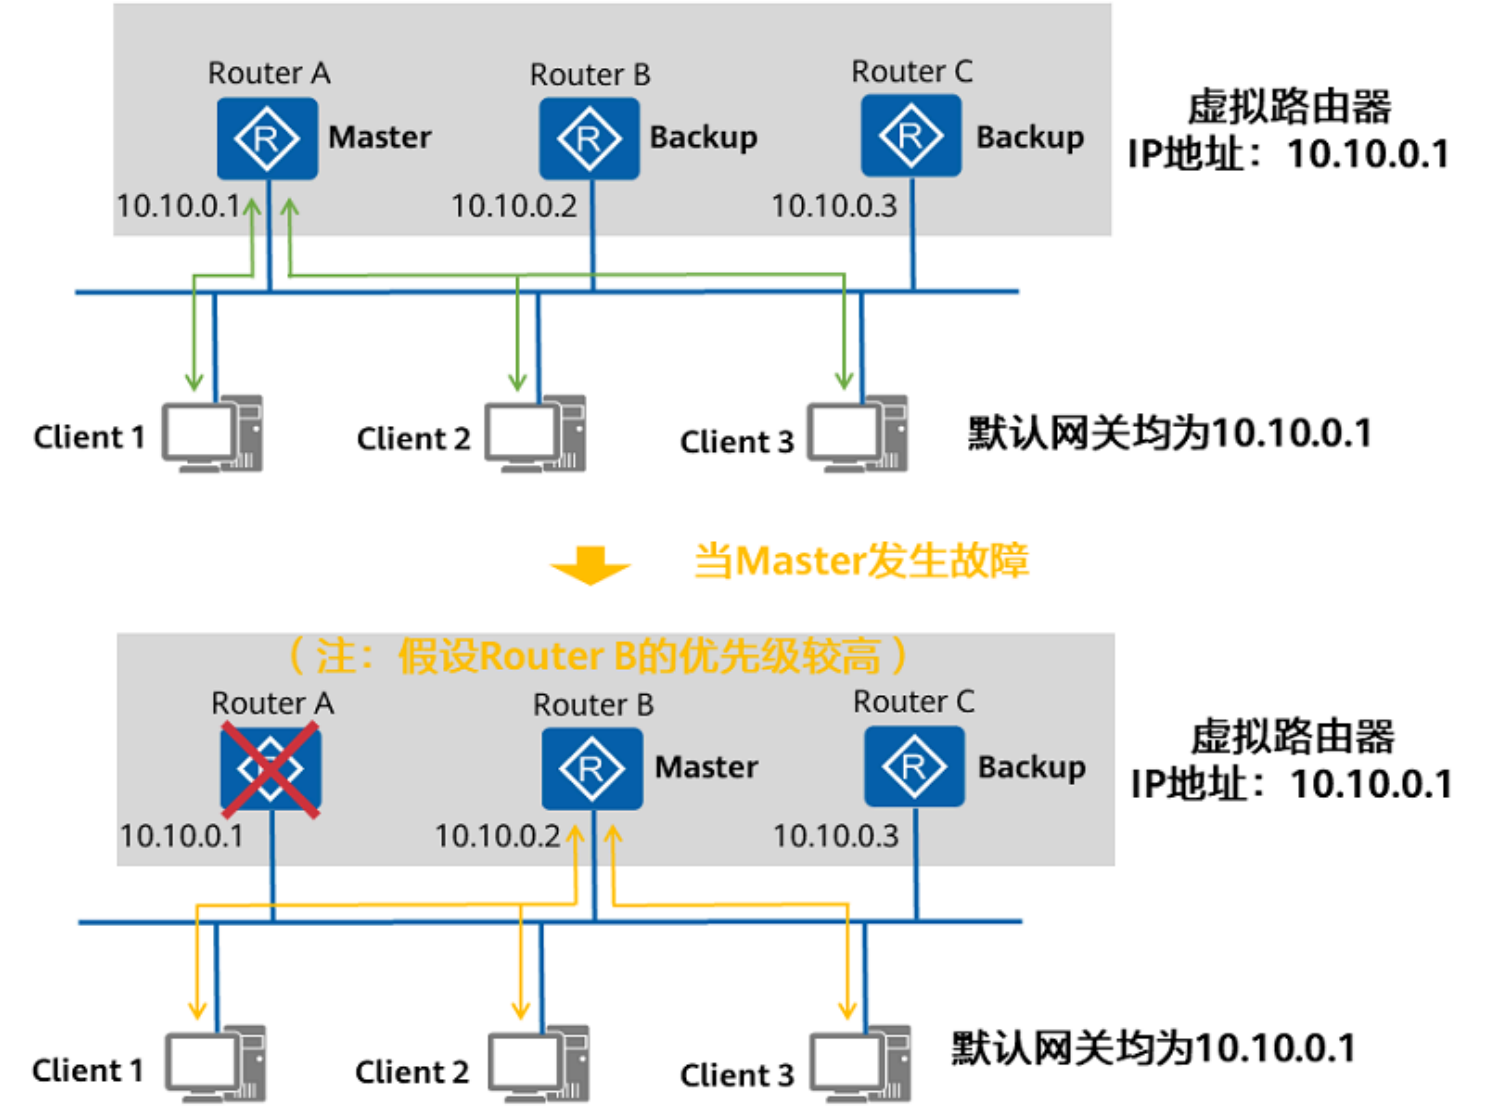 Router A
Router B
Router C
R
Master
R
Backup
R
Backup
虚拟路由器
IP地址：10.10.0.1
10.10.0.1
10.10.0.2
10.10.0.3
Client 1
Client 2
Client 3
默认网关均为10.10.0.1
当Master发生故障
（注：假设Router B的优先级较高）
Router A
Router B
Router C
R
Master
R
Backup
虚拟路由器
IP地址：10.10.0.1
10.10.0.1
10.10.0.2
10.10.0.3
Client 1
Client 2
Client 3
默认网关均为10.10.0.1